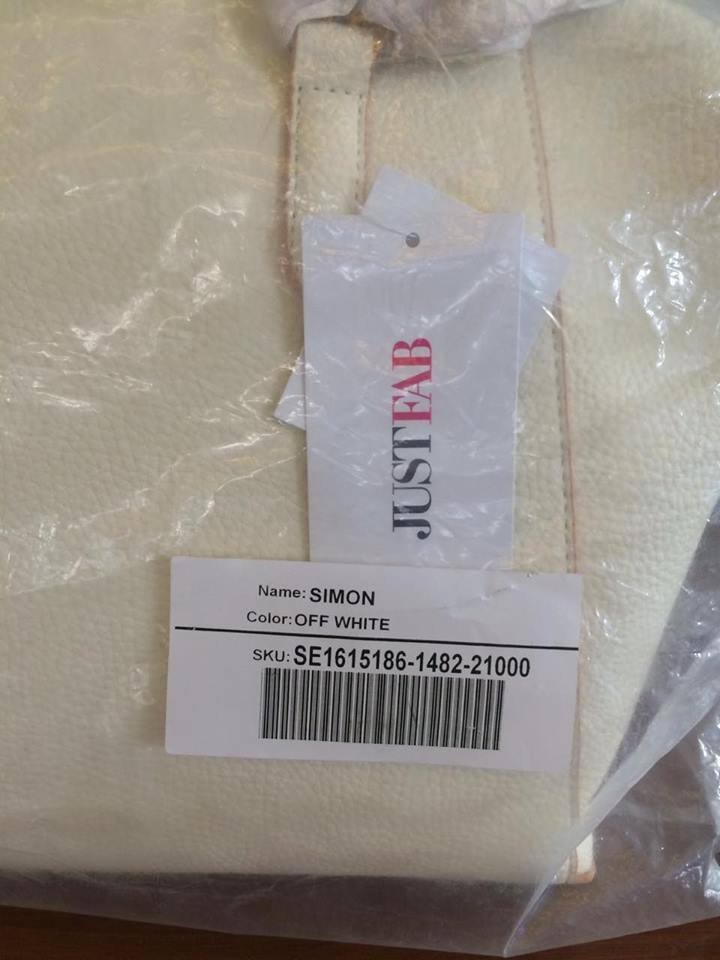 JUSTFAB
Name: SIMON
Color: OFF WHITE
SKU: SE1615186-1482-21000